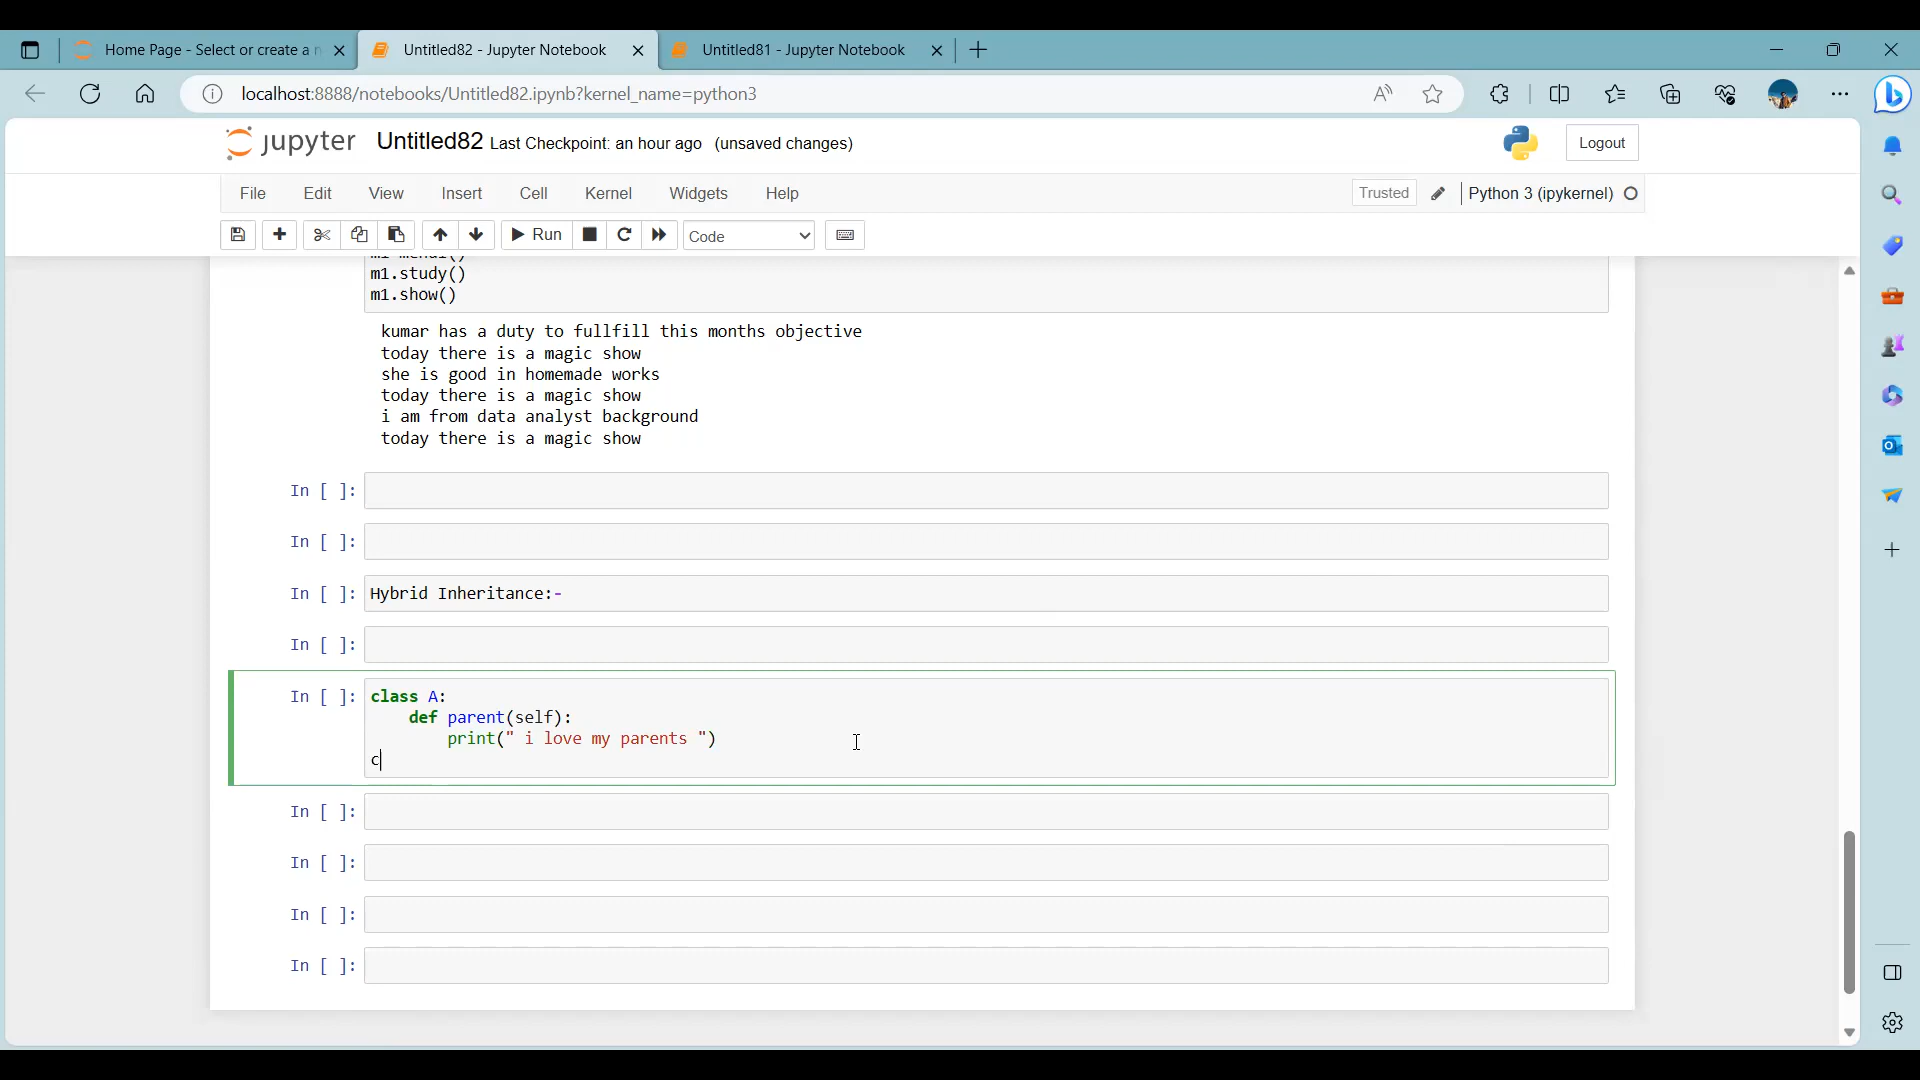 Home Page - Select or create a n
Untitled82 - Jupyter Notebook
Untitled81 - Jupyter Notebook
localhost:8888/notebooks/Untitled82.ipynb?kernel_name=python3
jupyter Untitled82 Last Checkpoint: an hour ago (unsaved changes)
Logout
File Edit View Insert Cell Kernel Widgets Help
Trusted
Python 3 (ipykernel)
Run
Code
m1.study()
m1.show()
kumar has a duty to fullfill this months objective
today there is a magic show
she is good in homemade works
today there is a magic show
i am from data analyst background
today there is a magic show
In [ ]:
In [ ]:
In [ ]: Hybrid Inheritance:-
In [ ]:
In [ ]: class A:
def parent(self):
print(" i love my parents ")
c
In [ ]:
In [ ]:
In [ ]:
In [ ]: